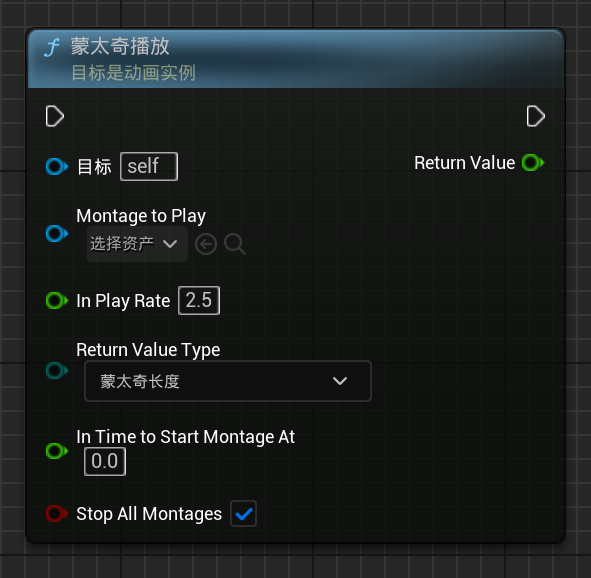 f 蒙太奇播放
目标是动画实例
目标 self
Return Value
Montage to Play
选择资产
In Play Rate 2.5
Return Value Type
蒙太奇长度
In Time to Start Montage At
0.0
Stop All Montages